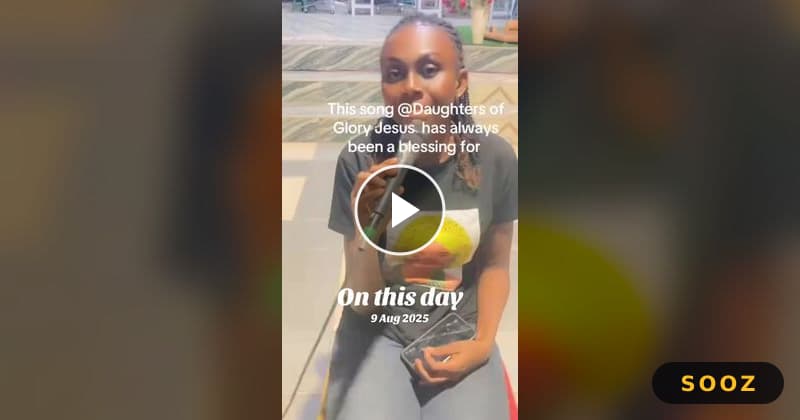 This song @Daughters of
Glory Jesus has always
been a blessing for
On this day
9 Aug 2025
SOOZ